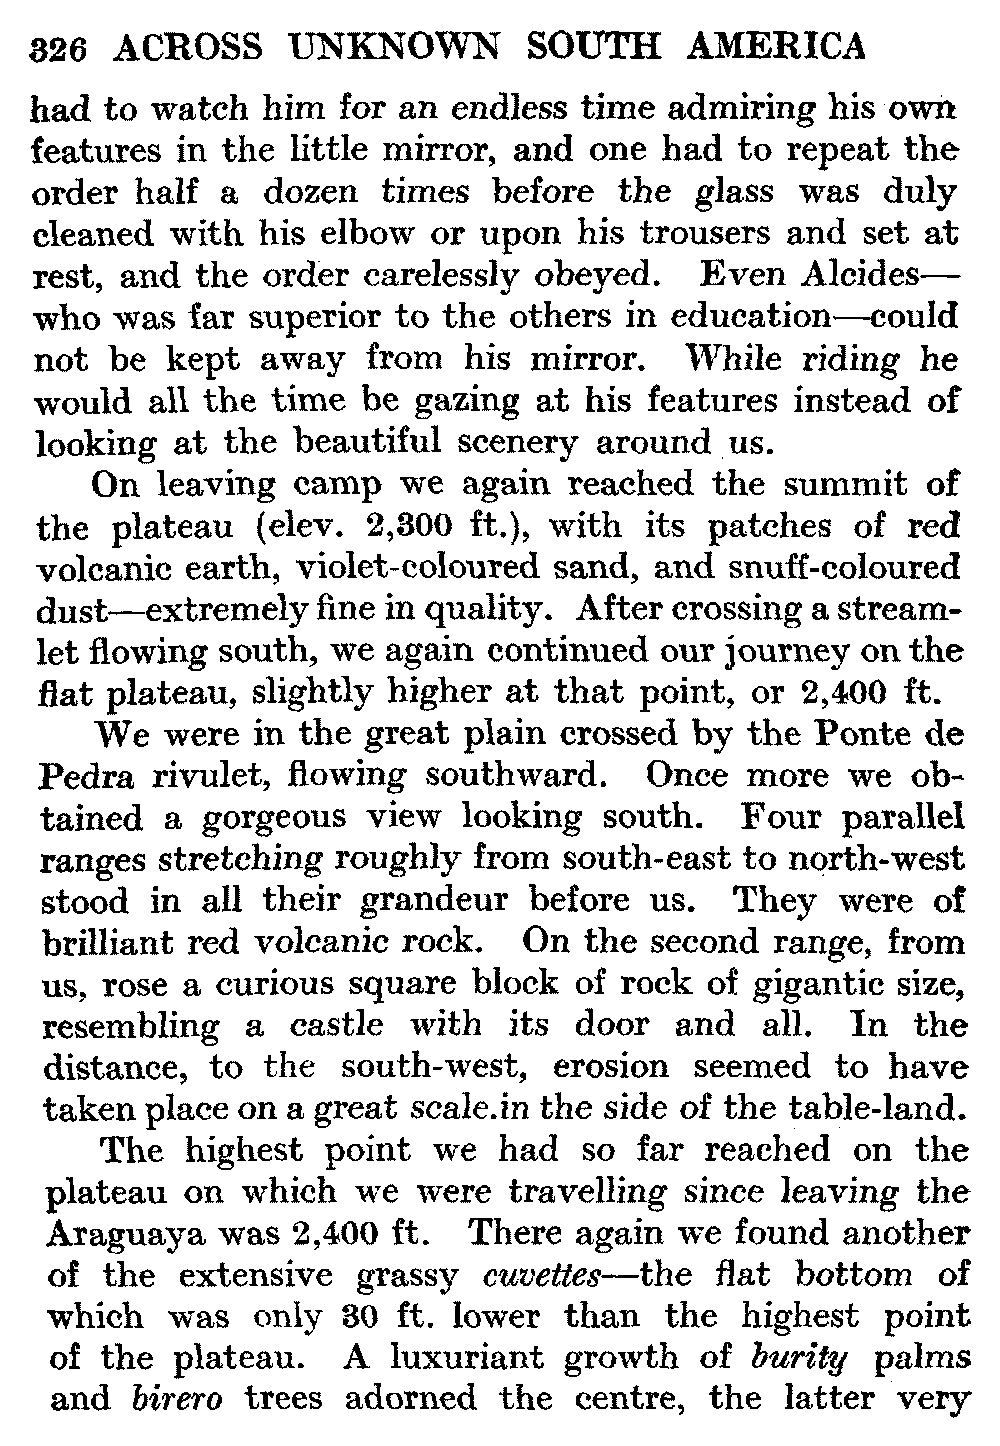 326 ACROSS UNKNOWN SOUTH AMERICA
had to watch him for an endless time admiring his own
features in the little mirror, and one had to repeat the
order half a dozen times before the glass was duly
cleaned with his elbow or upon his trousers and set at
rest, and the order carelessly obeyed. Even Alcides—
who was far superior to the others in education—could
not be kept away from his mirror. While riding he
would all the time be gazing at his features instead of
looking at the beautiful scenery around us.
On leaving camp we again reached the summit of
the plateau (elev. 2,300 ft.), with its patches of red
volcanic earth, violet-coloured sand, and snuff-coloured
dust—extremely fine in quality. After crossing a stream-
let flowing south, we again continued our journey on the
flat plateau, slightly higher at that point, or 2,400 ft.
We were in the great plain crossed by the Ponte de
Pedra rivulet, flowing southward. Once more we ob-
tained a gorgeous view looking south. Four parallel
ranges stretching roughly from south-east to north-west
stood in all their grandeur before us. They were of
brilliant red volcanic rock. On the second range, from
us, rose a curious square block of rock of gigantic size,
resembling a castle with its door and all. In the
distance, to the south-west, erosion seemed to have
taken place on a great scale.in the side of the table-land.
The highest point we had so far reached on the
plateau on which we were travelling since leaving the
Araguaya was 2,400 ft. There again we found another
of the extensive grassy cuvettes—the flat bottom of
which was only 30 ft. lower than the highest point
of the plateau. A luxuriant growth of burity palms
and birero trees adorned the centre, the latter very